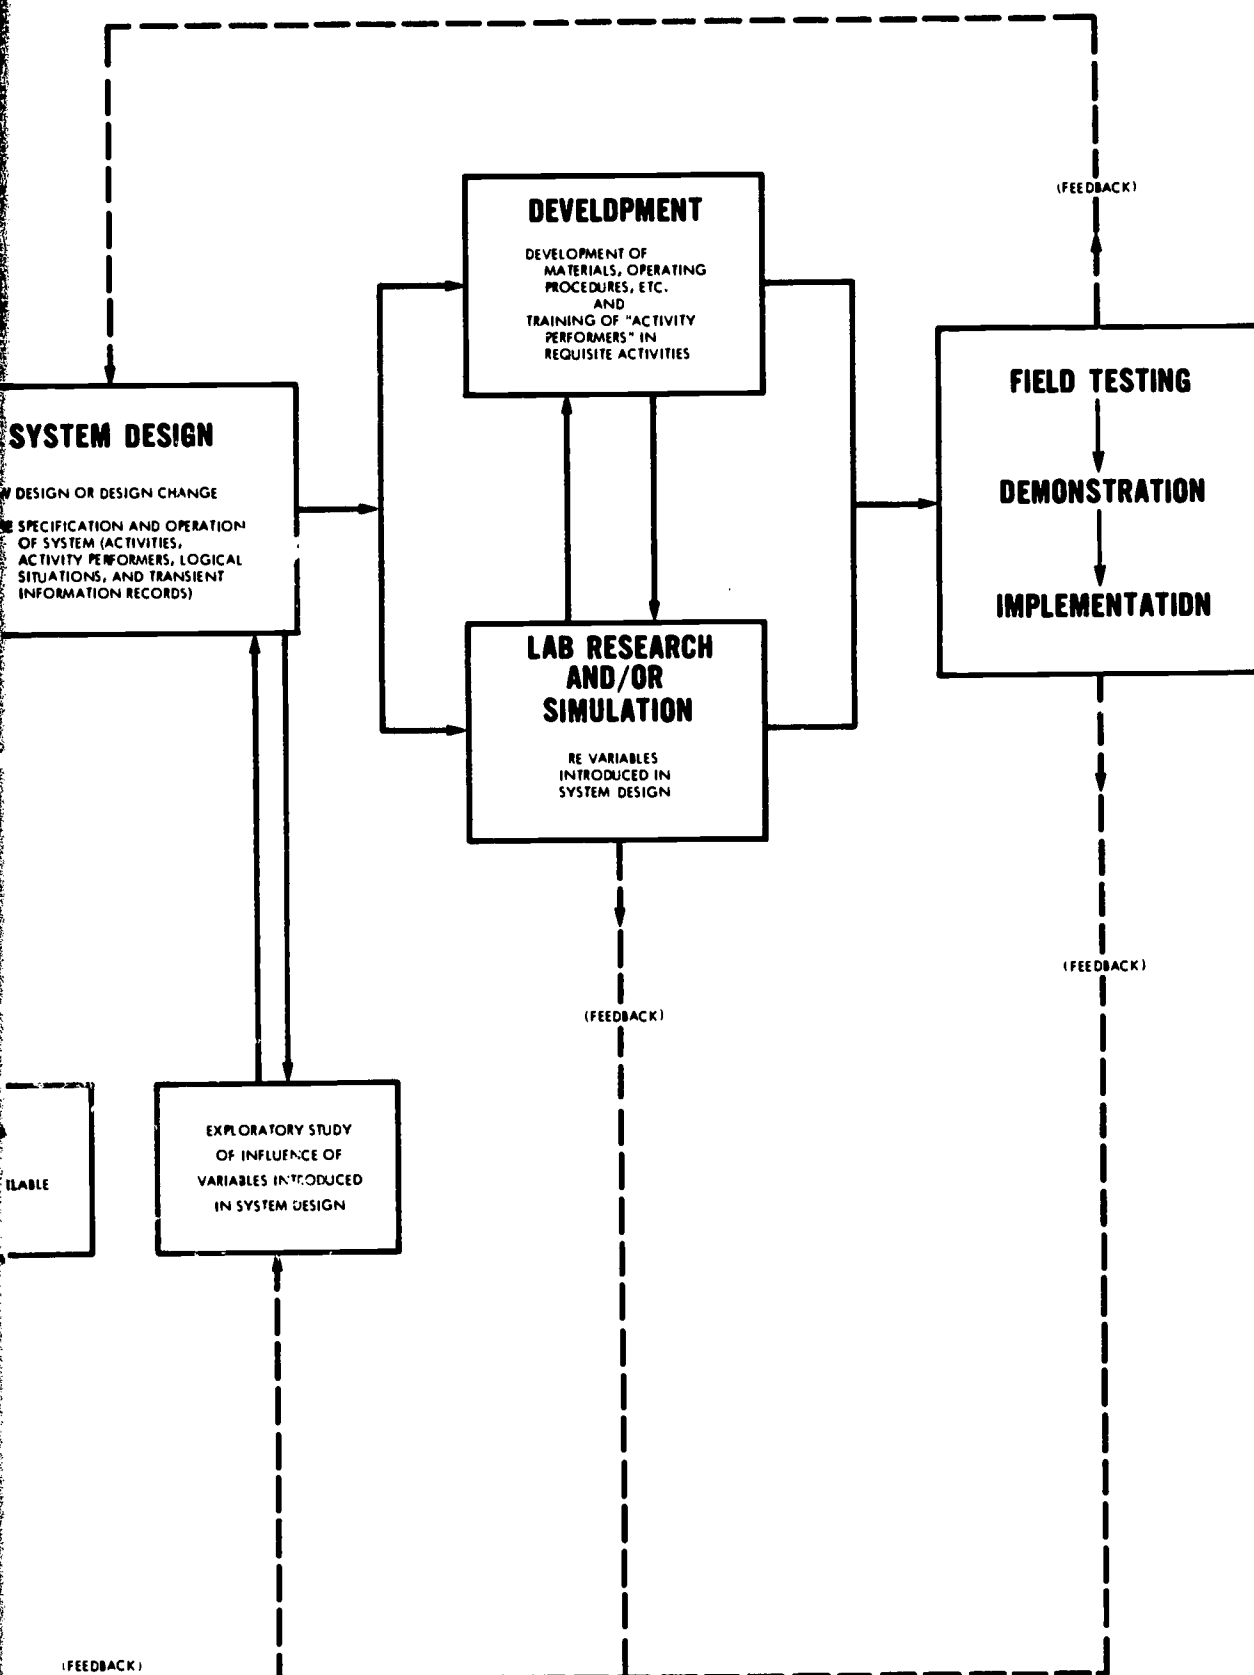 (FEEDBACK)
DEVELOPMENT
DEVELOPMENT OF
MATERIALS, OPERATING
PROCEDURES, ETC.
AND
TRAINING OF "ACTIVITY
PERFORMERS" IN
REQUISITE ACTIVITIES
FIELD TESTING
DEMONSTRATION
IMPLEMENTATION
SYSTEM DESIGN
DESIGN OR DESIGN CHANGE
SPECIFICATION AND OPERATION
OF SYSTEM (ACTIVITIES,
ACTIVITY PERFORMERS, LOGICAL
SITUATIONS, AND TRANSIENT
INFORMATION RECORDS)
LAB RESEARCH
AND/OR
SIMULATION
RE VARIABLES
INTRODUCED IN
SYSTEM DESIGN
(FEEDBACK)
(FEEDBACK)
ILABLE
EXPLORATORY STUDY
OF INFLUENCE OF
VARIABLES INTRODUCED
IN SYSTEM DESIGN
(FEEDBACK)